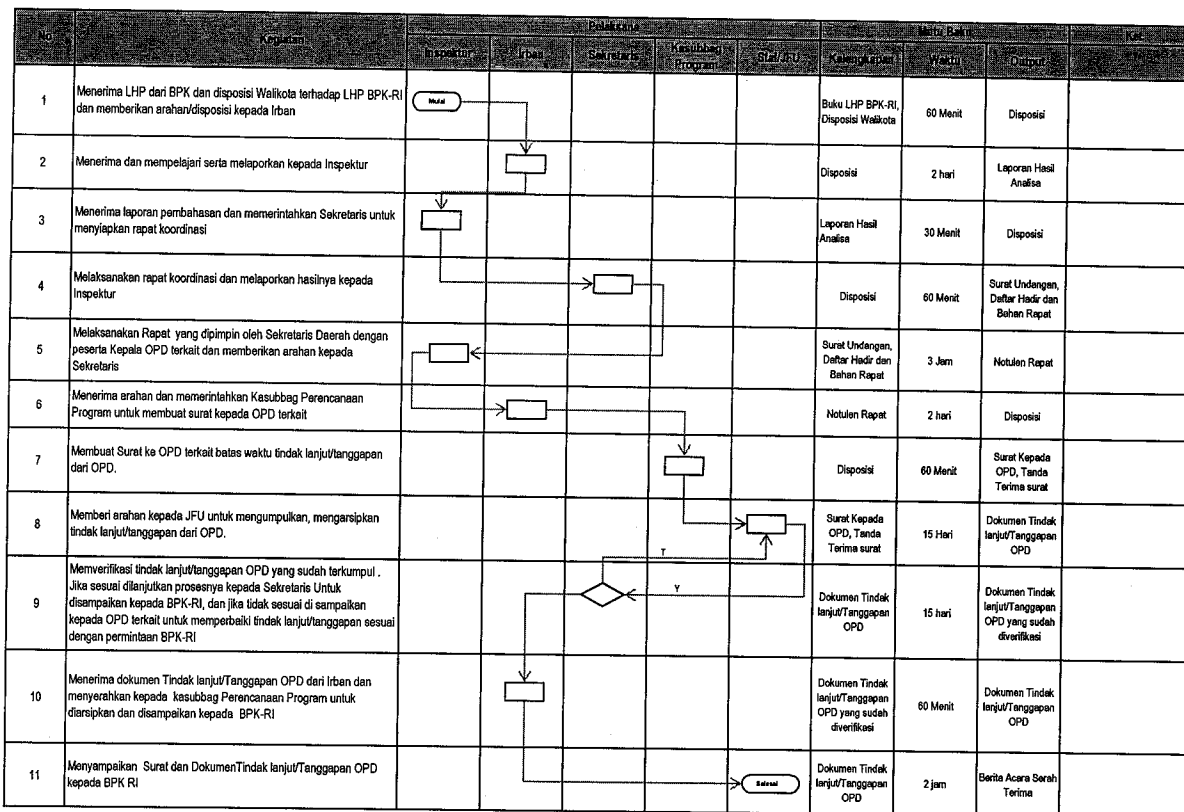 No
Kegiatan
Pelaksana
Mutu Baku
Ket.
Inspektur
Irban
Sekretaris
Kasubbag
Program
Staf/JFU
Kelengkapan
Waktu
Output
1
Menerima LHP dari BPK dan disposisi Walikota terhadap LHP BPK-RI
dan memberikan arahan/disposisi kepada Irban
Mulai
Buku LHP BPK-RI,
Disposisi Walikota
60 Menit
Disposisi
2
Menerima dan mempelajari serta melaporkan kepada Inspektur
Disposisi
2 hari
Laporan Hasil
Analisa
3
Menerima laporan pembahasan dan memerintahkan Sekretaris untuk
menyiapkan rapat koordinasi
Laporan Hasil
Analisa
30 Menit
Disposisi
4
Melaksanakan rapat koordinasi dan melaporkan hasilnya kepada
Inspektur
Disposisi
60 Menit
Surat Undangan,
Daftar Hadir dan
Bahan Rapat
5
Melaksanakan Rapat yang dipimpin oleh Sekretaris Daerah dengan
peserta Kepala OPD terkait dan memberikan arahan kepada
Sekretaris
Surat Undangan,
Daftar Hadir dan
Bahan Rapat
3 Jam
Notulen Rapat
6
Menerima arahan dan memerintahkan Kasubbag Perencanaan
Program untuk membuat surat kepada OPD terkait
Notulen Rapat
2 hari
Disposisi
7
Membuat Surat ke OPD terkait batas waktu tindak lanjut/tanggapan
dari OPD.
Disposisi
60 Menit
Surat Kepada
OPD, Tanda
Terima surat
8
Memberi arahan kepada JFU untuk mengumpulkan, mengarsipkan
tindak lanjut/tanggapan dari OPD.
Surat Kepada
OPD, Tanda
Terima surat
15 Hari
Dokumen Tindak
lanjut/Tanggapan
OPD
T
Y
9
Memverifikasi tindak lanjut/tanggapan OPD yang sudah terkumpul .
Jika sesuai dilanjutkan prosesnya kepada Sekretaris Untuk
disampaikan kepada BPK-RI, dan jika tidak sesuai di sampaikan
kepada OPD terkait untuk memperbaiki tindak lanjut/tanggapan sesuai
dengan permintaan BPK-RI
Dokumen Tindak
lanjut/Tanggapan
OPD
15 hari
Dokumen Tindak
lanjut/Tanggapan
OPD yang sudah
diverifikasi
10
Menerima dokumen Tindak lanjut/Tanggapan OPD dari Irban dan
menyerahkan kepada kasubbag Perencanaan Program untuk
diarsipkan dan disampaikan kepada BPK-RI
Dokumen Tindak
lanjut/Tanggapan
OPD yang sudah
diverifikasi
60 Menit
Dokumen Tindak
lanjut/Tanggapan
OPD
11
Menyampaikan Surat dan DokumenTindak lanjut/Tanggapan OPD
kepada BPK RI
Selesai
Dokumen Tindak
lanjut/Tanggapan
OPD
2 jam
Berita Acara Serah
Terima